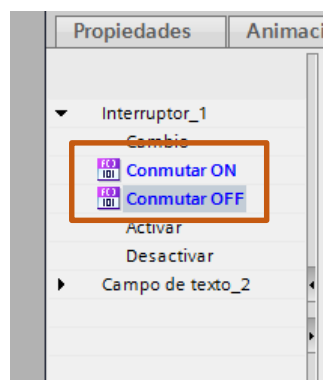 Propiedades
Animaci
Interruptor_1
Cambio
Conmutar ON
Conmutar OFF
Activar
Desactivar
Campo de texto_2